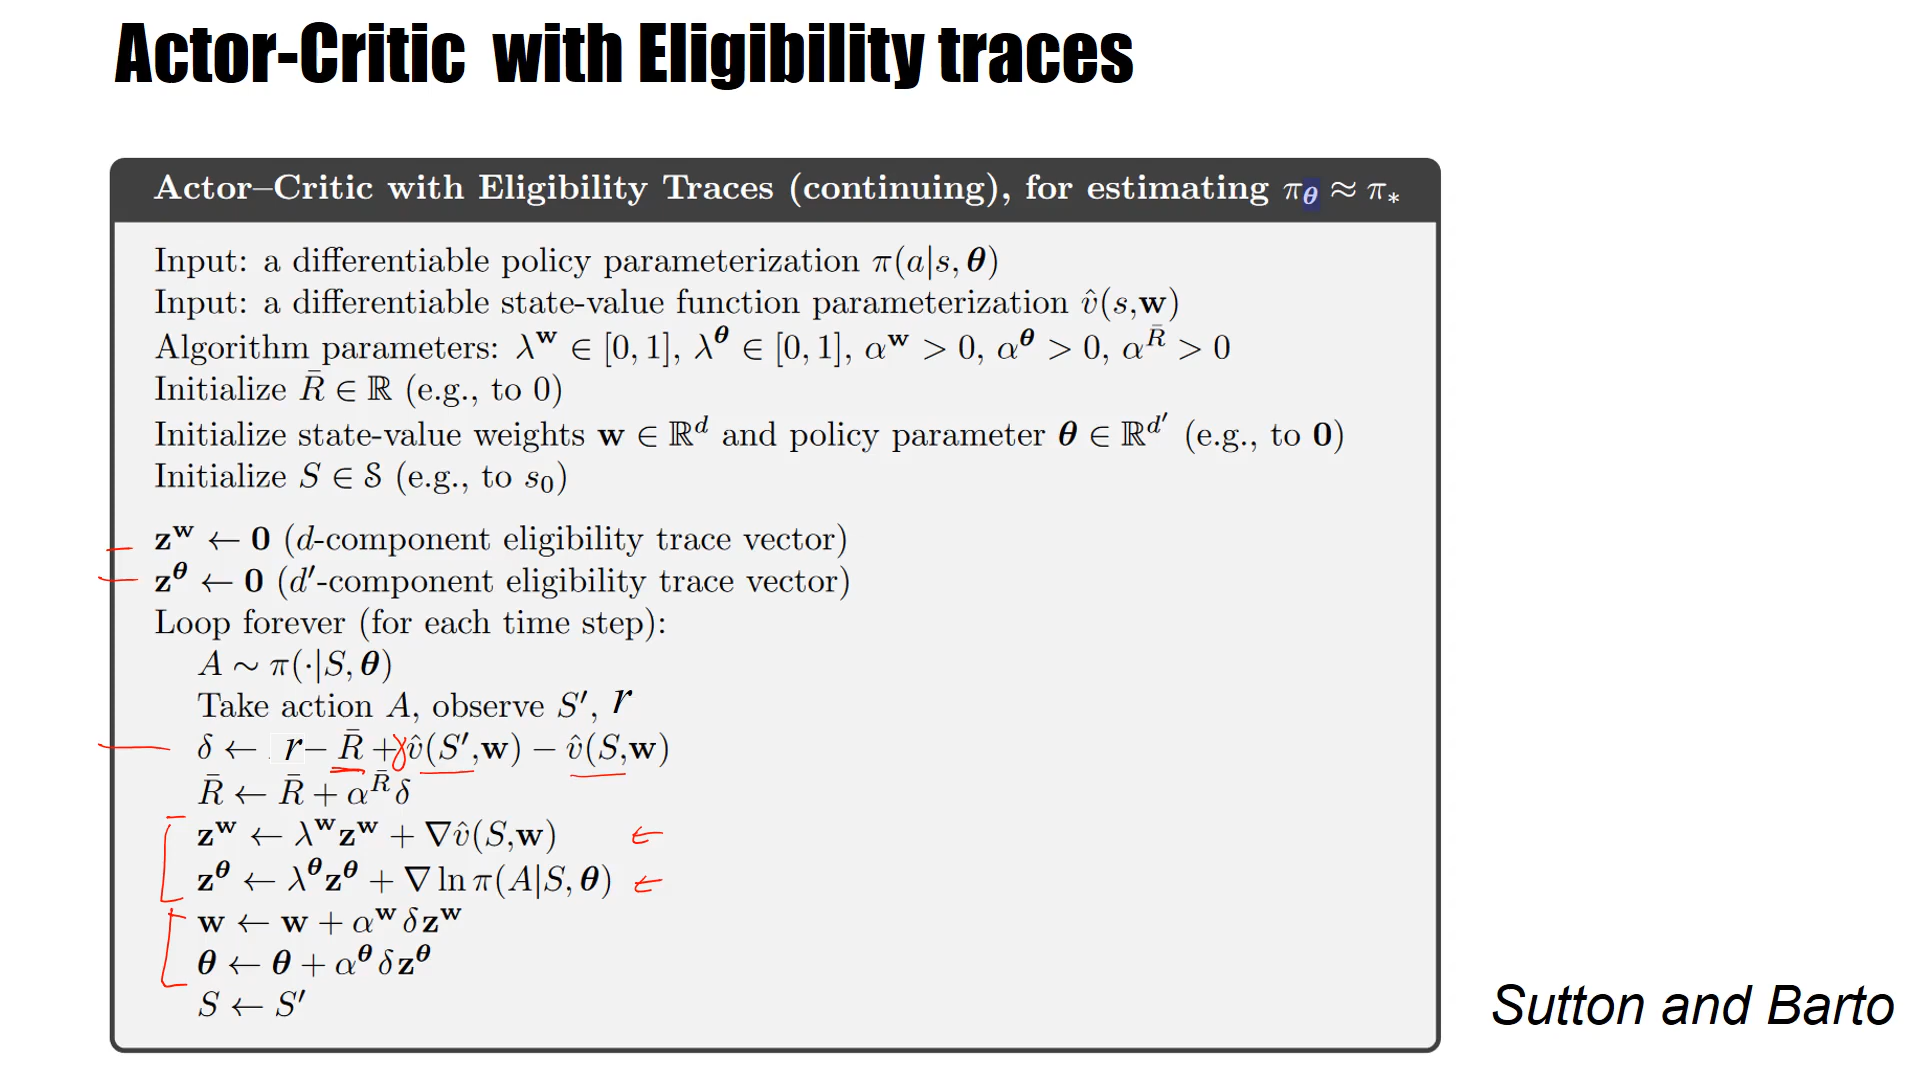 Actor-Critic with Eligibility traces
Actor–Critic with Eligibility Traces (continuing), for estimating π_θ ≈ π_*
Input: a differentiable policy parameterization π(a|s, θ)
Input: a differentiable state-value function parameterization v̂(s,w)
Algorithm parameters: λ^w ∈ [0, 1], λ^θ ∈ [0, 1], α^w > 0, α^θ > 0, α^R̄ > 0
Initialize R̄ ∈ ℝ (e.g., to 0)
Initialize state-value weights w ∈ ℝ^d and policy parameter θ ∈ ℝ^d′ (e.g., to 0)
Initialize S ∈ 𝒮 (e.g., to s₀)
z^w ← 0 (d-component eligibility trace vector)
z^θ ← 0 (d′-component eligibility trace vector)
Loop forever (for each time step):
A ∼ π(·|S, θ)
Take action A, observe S′, r
δ ← r − R̄ + γv̂(S′,w) − v̂(S,w)
R̄ ← R̄ + α^R̄ δ
z^w ← λ^w z^w + ∇v̂(S,w)
z^θ ← λ^θ z^θ + ∇ ln π(A|S, θ)
w ← w + α^w δz^w
θ ← θ + α^θ δz^θ
S ← S′
Sutton and Barto